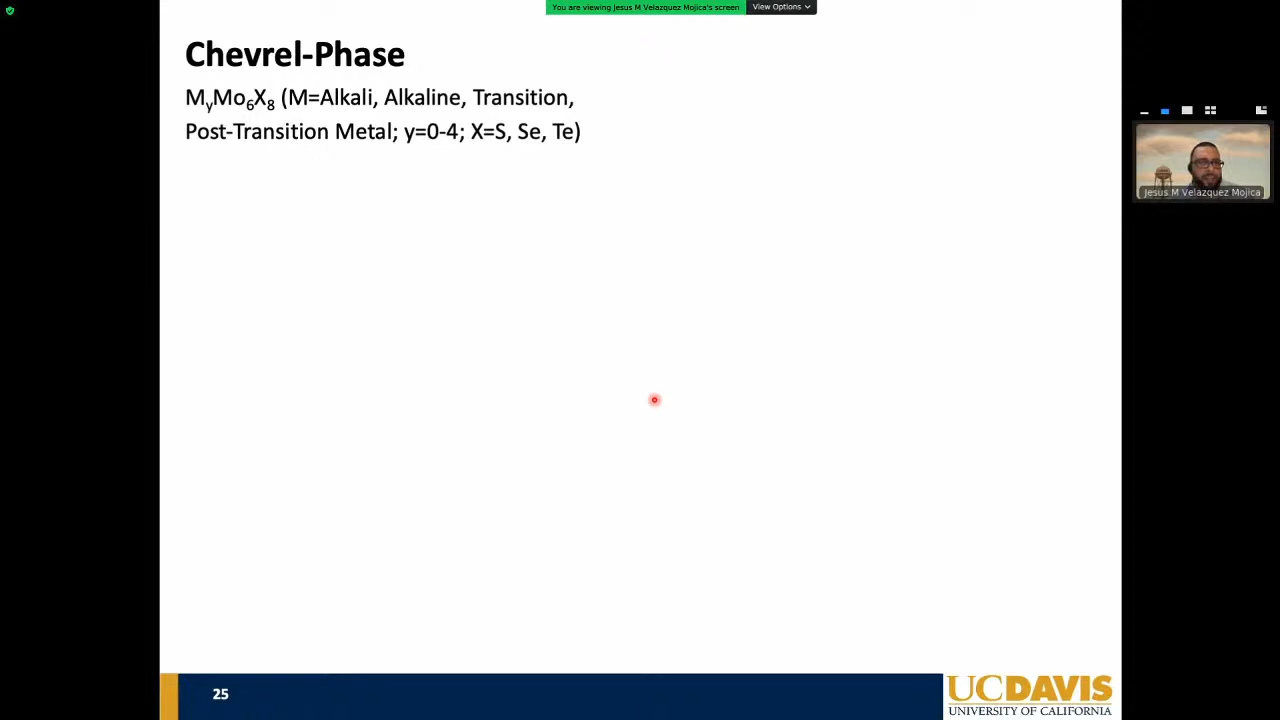 You are viewing Jesus M Velazquez Mojica's screen
View Options
Chevrel-Phase
MyMo6X8 (M=Alkali, Alkaline, Transition,
Post-Transition Metal; y=0-4; X=S, Se, Te)
Jesus M Velazquez Mojica
25
UCDAVIS
UNIVERSITY OF CALIFORNIA